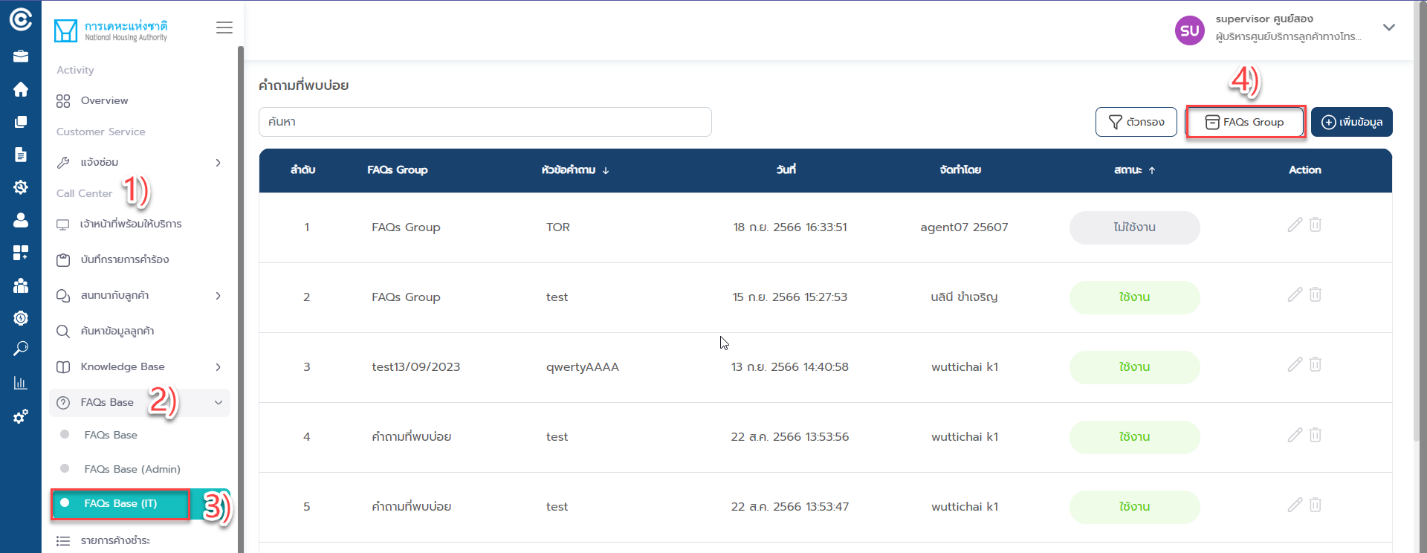 การเคหะแห่งชาติ
National Housing Authority
supervisor ศูนย์สอง
SU
ผู้บริหารศูนย์บริการลูกค้าทางโทร...
Activity
Overview
Customer Service
แจ้งซ่อม
Call Center
1)
เจ้าหน้าที่พร้อมให้บริการ
บันทึกรายการคำร้อง
สนทนากับลูกค้า
ค้นหาข้อมูลลูกค้า
Knowledge Base
FAQs Base
2)
FAQs Base
FAQs Base (Admin)
FAQs Base (IT)
3)
รายการค้างชำระ
คำถามที่พบบ่อย
4)
ค้นหา
ตัวกรอง
FAQs Group
เพิ่มข้อมูล
ลำดับ FAQs Group หัวข้อคำถาม ↓ วันที่ จัดทำโดย สถานะ ↑ Action
1 FAQs Group TOR 18 ก.ย. 2566 16:33:51 agent07 25607 ไม่ใช้งาน
2 FAQs Group test 15 ก.ย. 2566 15:27:53 นลินี ขำเจริญ ใช้งาน
3 test13/09/2023 qwertyAAAA 13 ก.ย. 2566 14:40:58 wuttichai k1 ใช้งาน
4 คำถามที่พบบ่อย test 22 ส.ค. 2566 13:53:56 wuttichai k1 ใช้งาน
5 คำถามที่พบบ่อย test 22 ส.ค. 2566 13:53:47 wuttichai k1 ใช้งาน